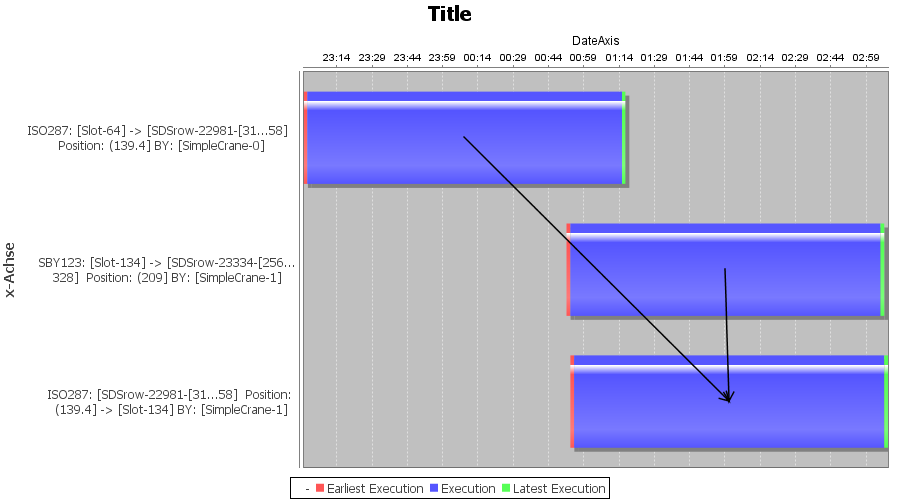 Title
DateAxis
23:14 23:29 23:44 23:59 00:14 00:29 00:44 00:59 01:14 01:29 01:44 01:59 02:14 02:29 02:44 02:59
x-Achse
ISO287: [Slot-64] -> [SDSrow-22981-[31...58]
Position: (139.4] BY: [SimpleCrane-0]
SBY123: [Slot-134] -> [SDSrow-23334-[256...
328] Position: (209] BY: [SimpleCrane-1]
ISO287: [SDSrow-22981-[31...58] Position:
(139.4] -> [Slot-134] BY: [SimpleCrane-1]
- Earliest Execution Execution Latest Execution